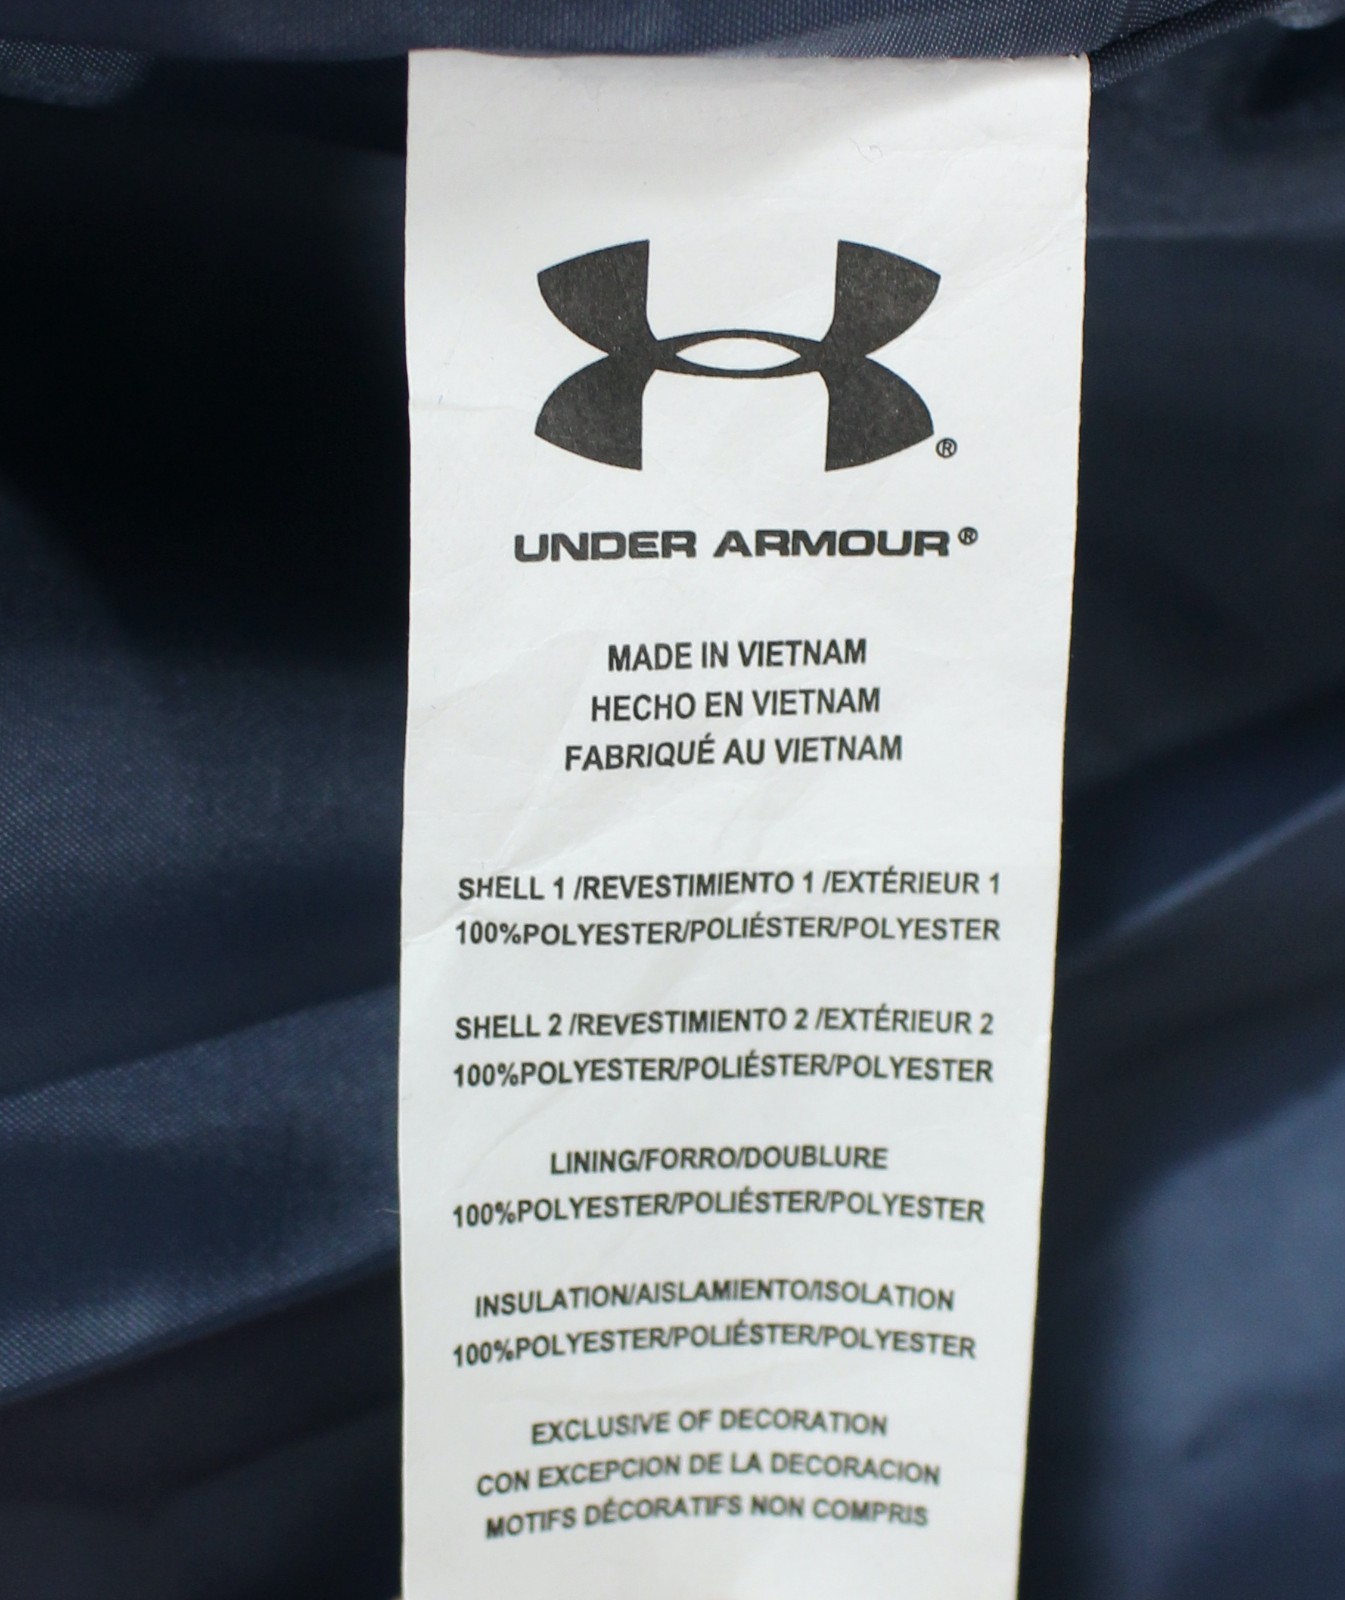 ®
UNDER ARMOUR®
MADE IN VIETNAM
HECHO EN VIETNAM
FABRIQUÉ AU VIETNAM
SHELL 1 /REVESTIMIENTO 1 /EXTÉRIEUR 1
100%POLYESTER/POLIÉSTER/POLYESTER
SHELL 2 /REVESTIMIENTO 2 /EXTÉRIEUR 2
100%POLYESTER/POLIÉSTER/POLYESTER
LINING/FORRO/DOUBLURE
100%POLYESTER/POLIÉSTER/POLYESTER
INSULATION/AISLAMIENTO/ISOLATION
100%POLYESTER/POLIÉSTER/POLYESTER
EXCLUSIVE OF DECORATION
CON EXCEPCION DE LA DECORACION
MOTIFS DÉCORATIFS NON COMPRIS